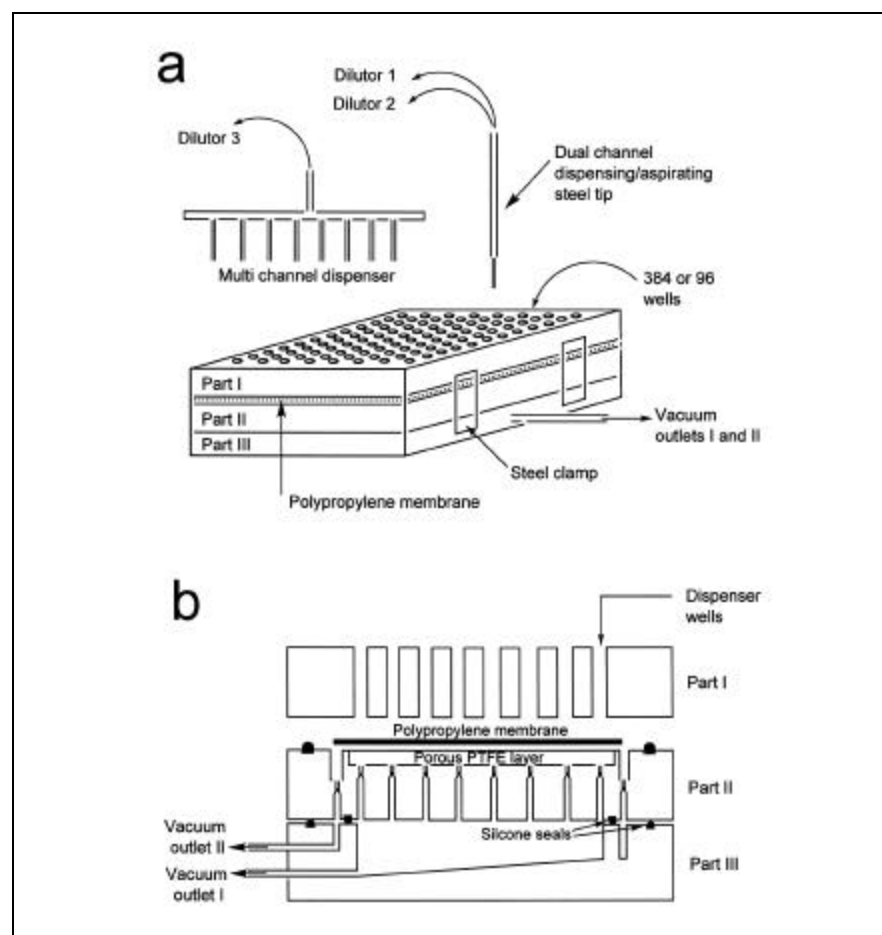 a
Dilutor 1
Dilutor 2
Dilutor 3
Dual channel
dispensing/aspirating
steel tip
Multi channel dispenser
384 or 96
wells
Part I
Part II
Part III
Vacuum
outlets I and II
Steel clamp
Polypropylene membrane
b
Dispenser
wells
Part I
Polypropylene membrane
Porous PTFE layer
Part II
Silcone seals
Vacuum
outlet II
Vacuum
outlet I
Part III